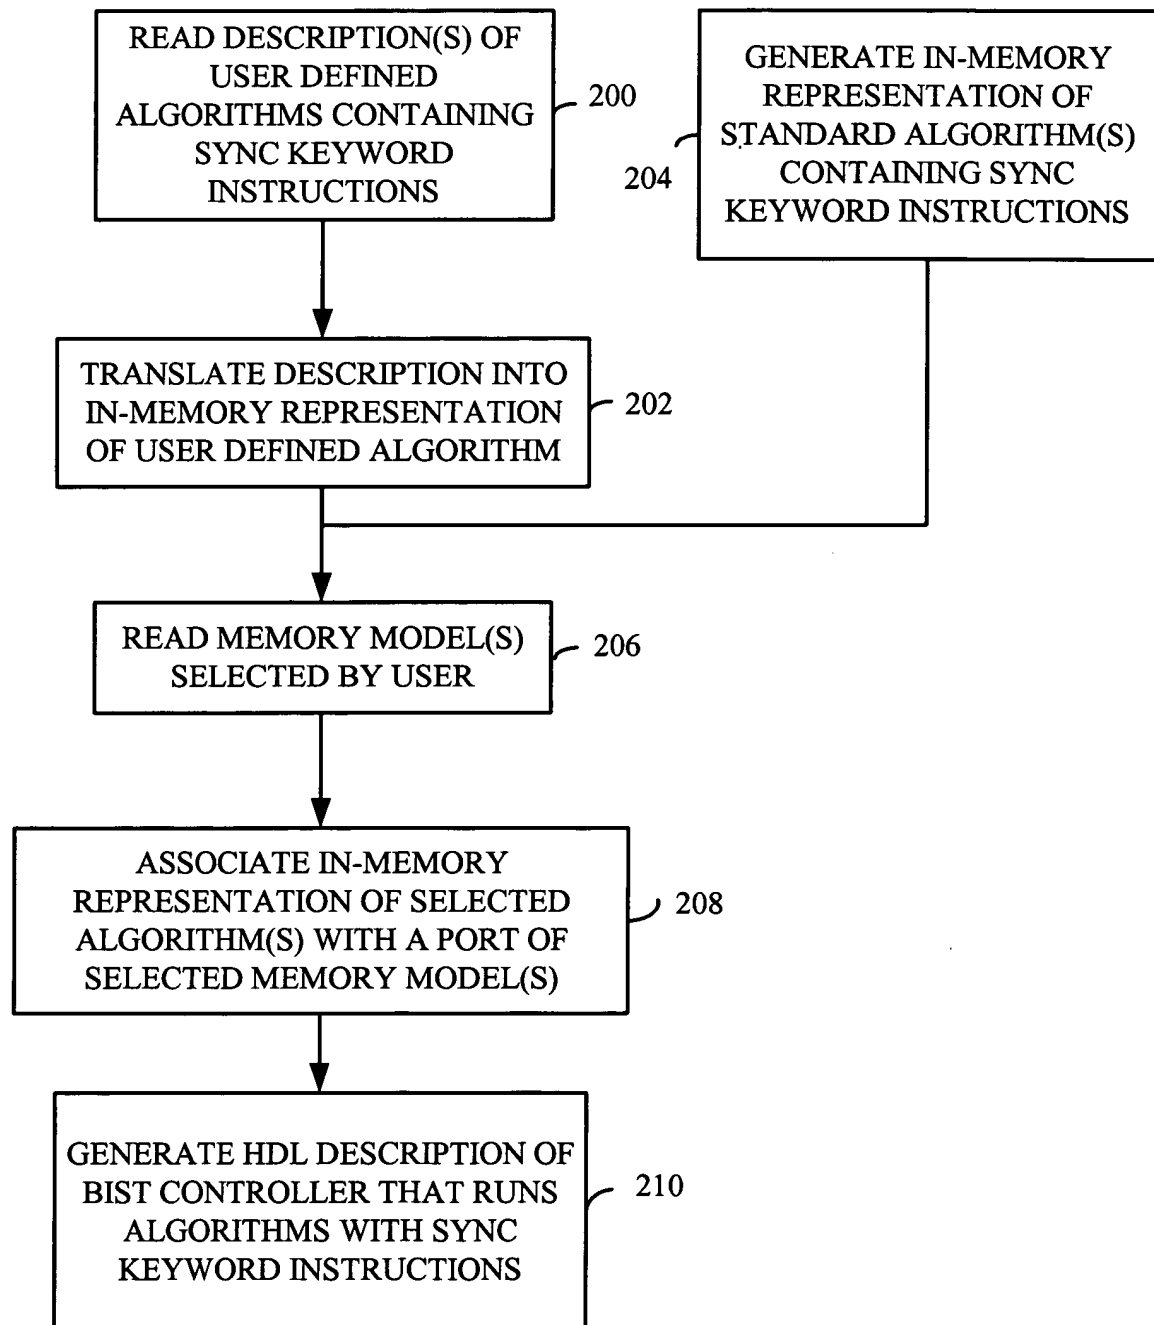 READ DESCRIPTION(S) OF
USER DEFINED
ALGORITHMS CONTAINING
SYNC KEYWORD
INSTRUCTIONS
200
GENERATE IN-MEMORY
REPRESENTATION OF
STANDARD ALGORITHM(S)
CONTAINING SYNC
KEYWORD INSTRUCTIONS
204
TRANSLATE DESCRIPTION INTO
IN-MEMORY REPRESENTATION
OF USER DEFINED ALGORITHM
202
READ MEMORY MODEL(S)
SELECTED BY USER
206
ASSOCIATE IN-MEMORY
REPRESENTATION OF SELECTED
ALGORITHM(S) WITH A PORT OF
SELECTED MEMORY MODEL(S)
208
GENERATE HDL DESCRIPTION OF
BIST CONTROLLER THAT RUNS
ALGORITHMS WITH SYNC
KEYWORD INSTRUCTIONS
210